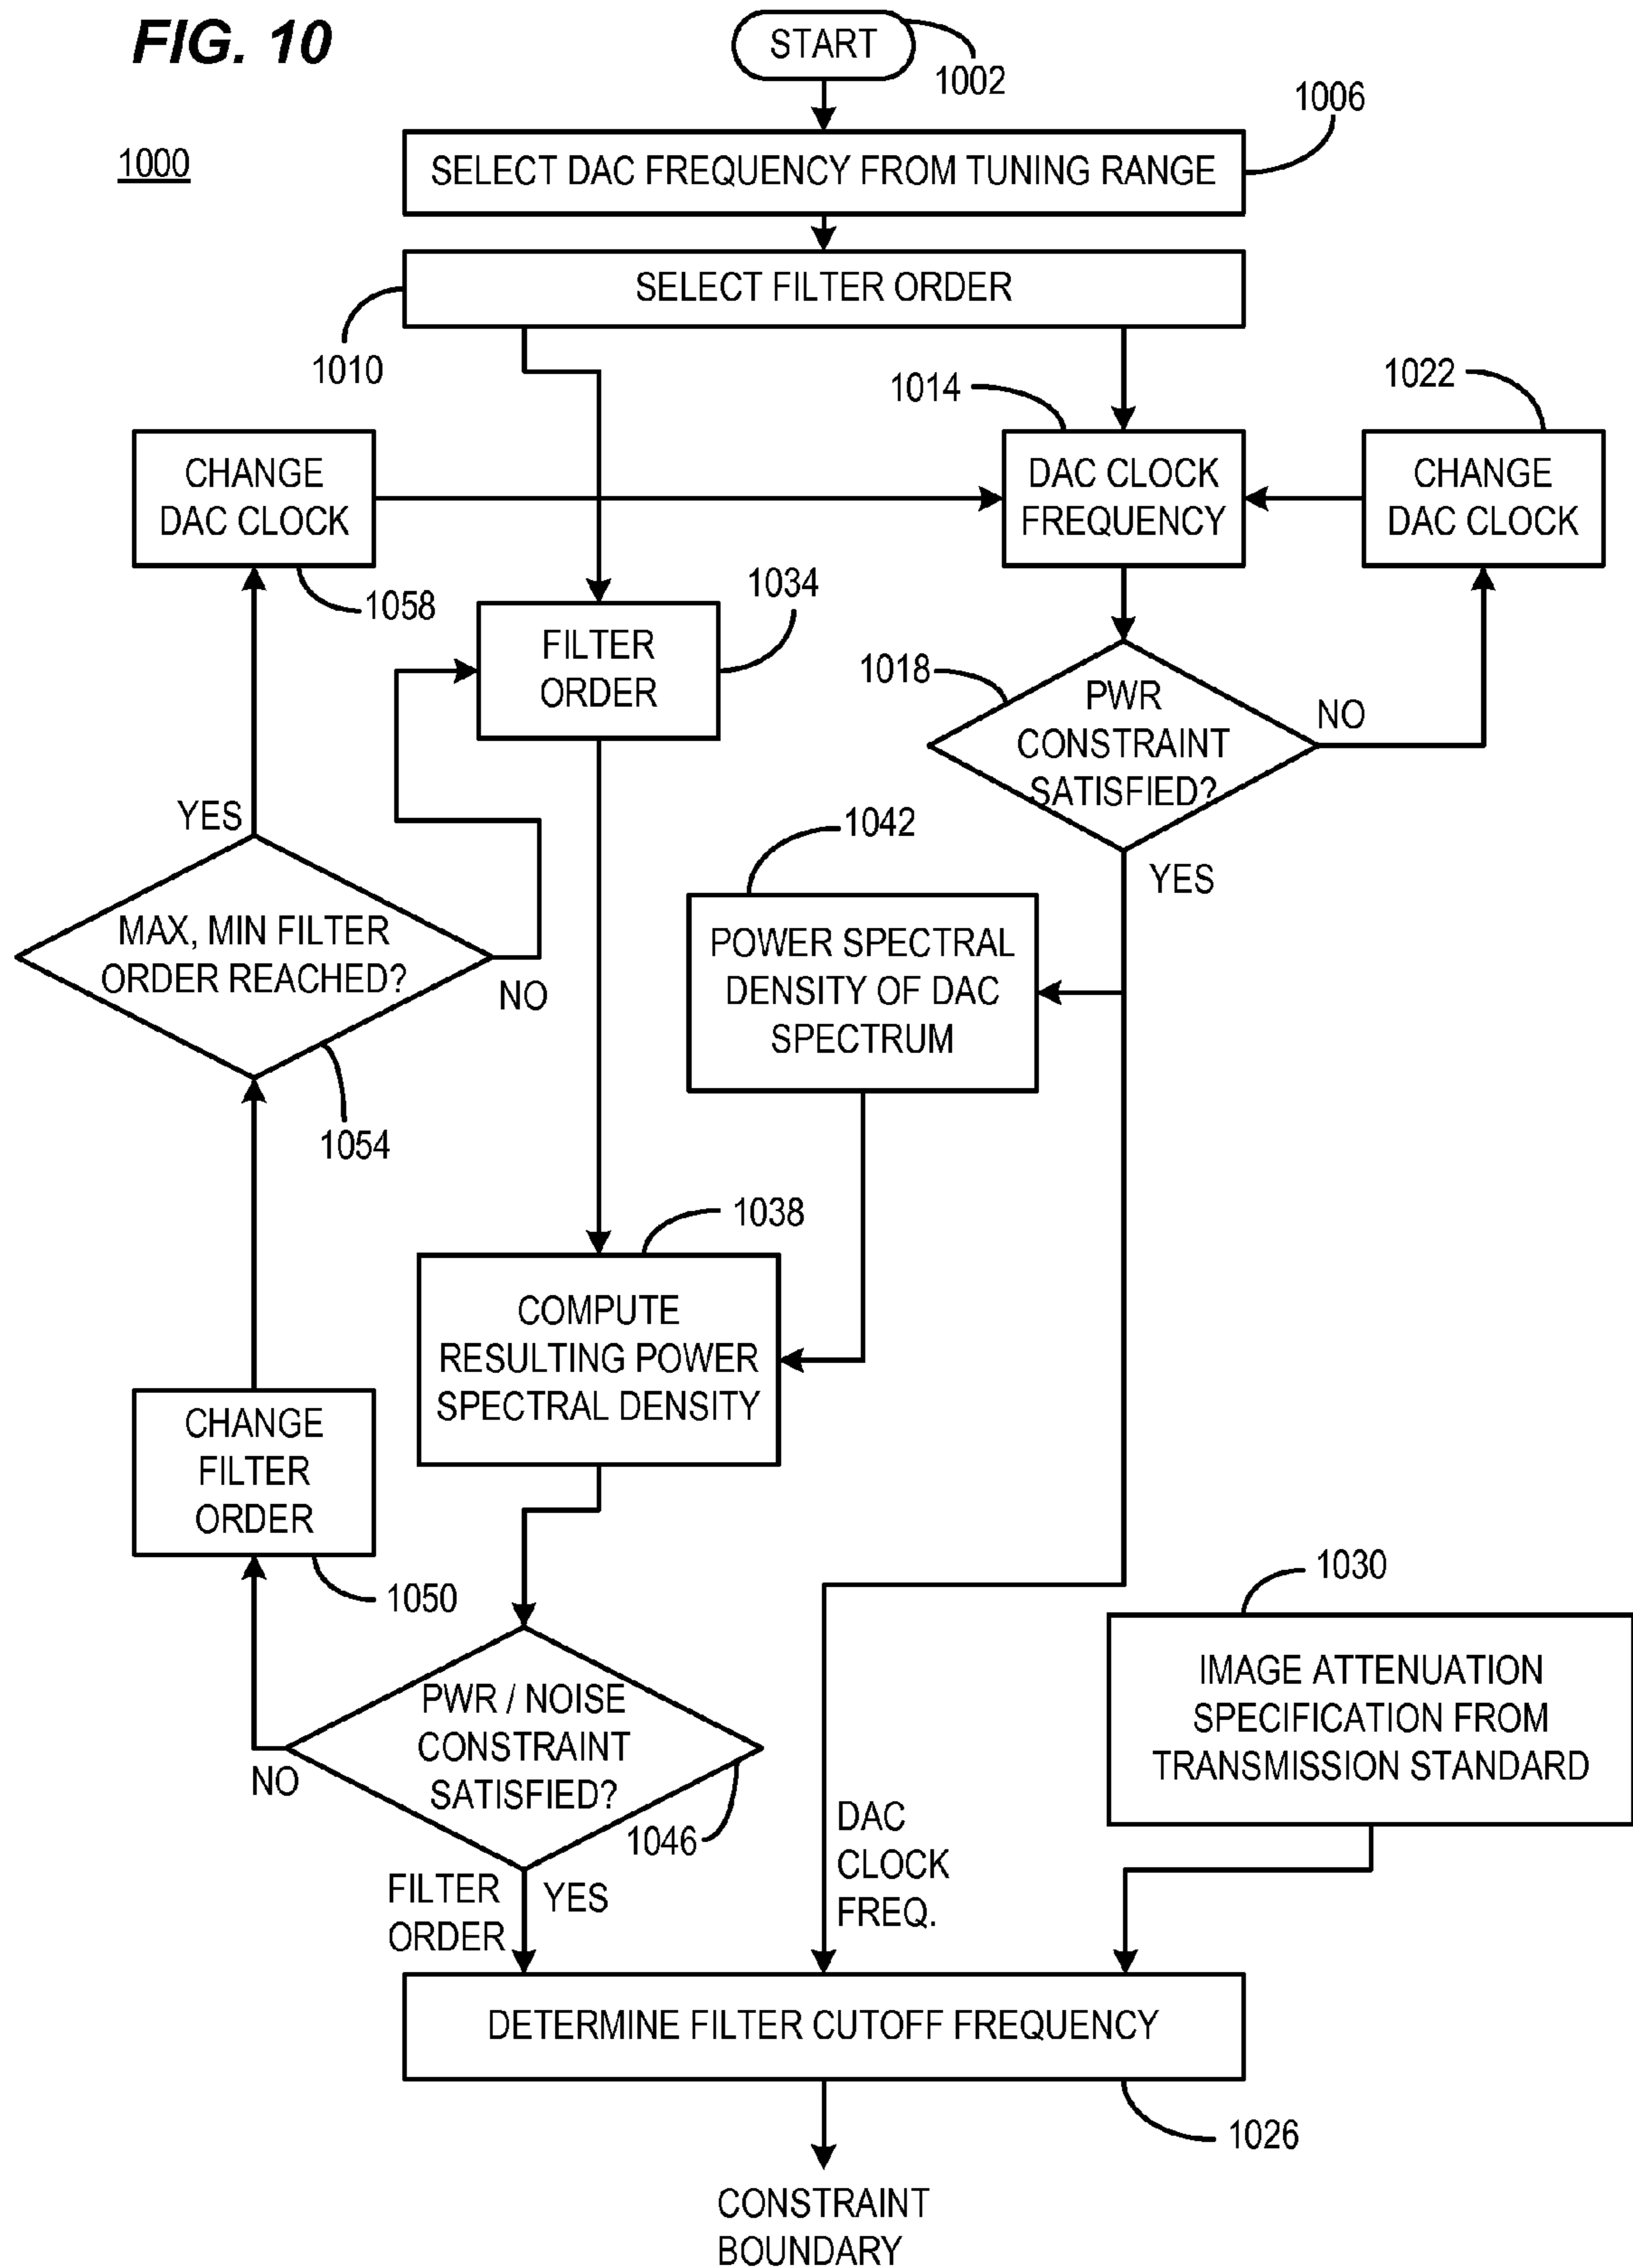 FIG. 10
START
1002
1006
1000
SELECT DAC FREQUENCY FROM TUNING RANGE
SELECT FILTER ORDER
1010
1014
1022
CHANGE
DAC CLOCK
DAC CLOCK
FREQUENCY
CHANGE
DAC CLOCK
1058
1034
FILTER
ORDER
1018
PWR
CONSTRAINT
SATISFIED?
NO
YES
1042
YES
MAX, MIN FILTER
ORDER REACHED?
NO
POWER SPECTRAL
DENSITY OF DAC
SPECTRUM
1054
1038
COMPUTE
RESULTING POWER
SPECTRAL DENSITY
CHANGE
FILTER
ORDER
1050
1030
IMAGE ATTENUATION
SPECIFICATION FROM
TRANSMISSION STANDARD
PWR / NOISE
CONSTRAINT
SATISFIED?
NO
1046
DAC
CLOCK
FREQ.
FILTER
ORDER
YES
DETERMINE FILTER CUTOFF FREQUENCY
1026
CONSTRAINT
BOUNDARY